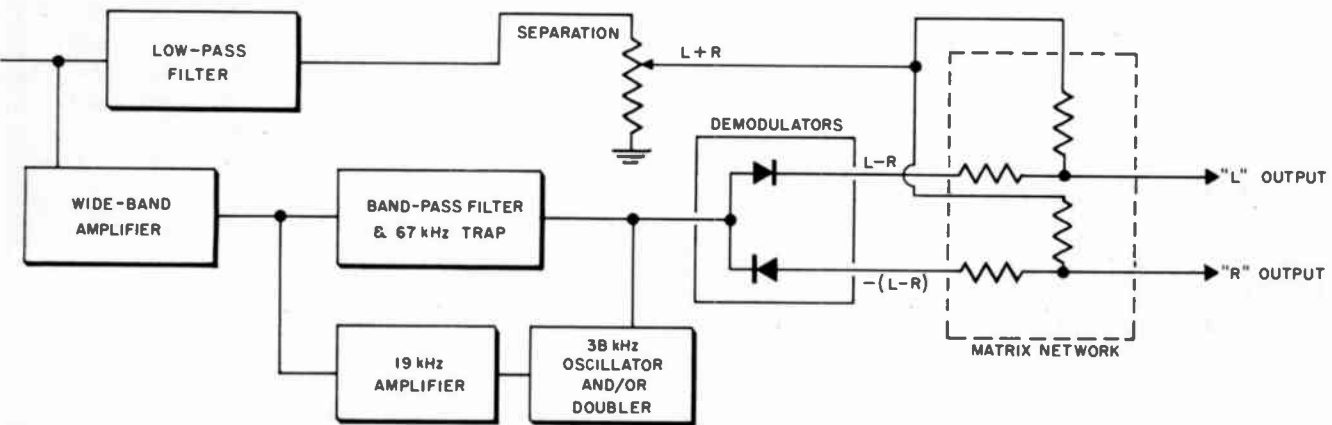 LOW-PASS
FILTER
SEPARATION
L+R
DEMODULATORS
L-R
"L" OUTPUT
WIDE-BAND
AMPLIFIER
BAND-PASS FILTER
& 67 kHz TRAP
-(L-R)
"R" OUTPUT
MATRIX NETWORK
19 kHz
AMPLIFIER
38 kHz
OSCILLATOR
AND/OR
DOUBLER